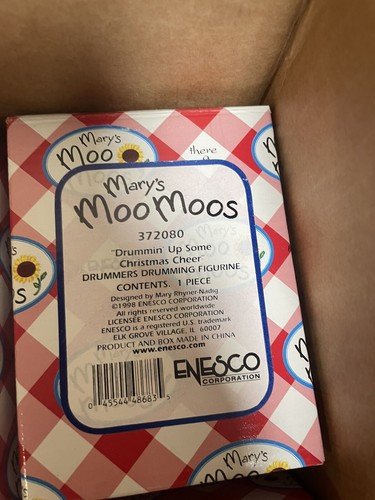 Mary's
Moo
there
Mary's
Moo Moos
372080
"Drummin' Up Some
Christmas Cheer"
DRUMMERS DRUMMING FIGURINE
CONTENTS: 1 PIECE
Designed by Mary Rhyner-Nadig
©1998 ENESCO CORPORATION
All rights reserved worldwide
LICENSEE ENESCO CORPORATION
ENESCO is a registered U.S. trademark
ELK GROVE VILLAGE, IL 60007
PRODUCT AND BOX MADE IN CHINA
www.enesco.com
ENESCO
CORPORATION
0 45544 48683 5
Mary's